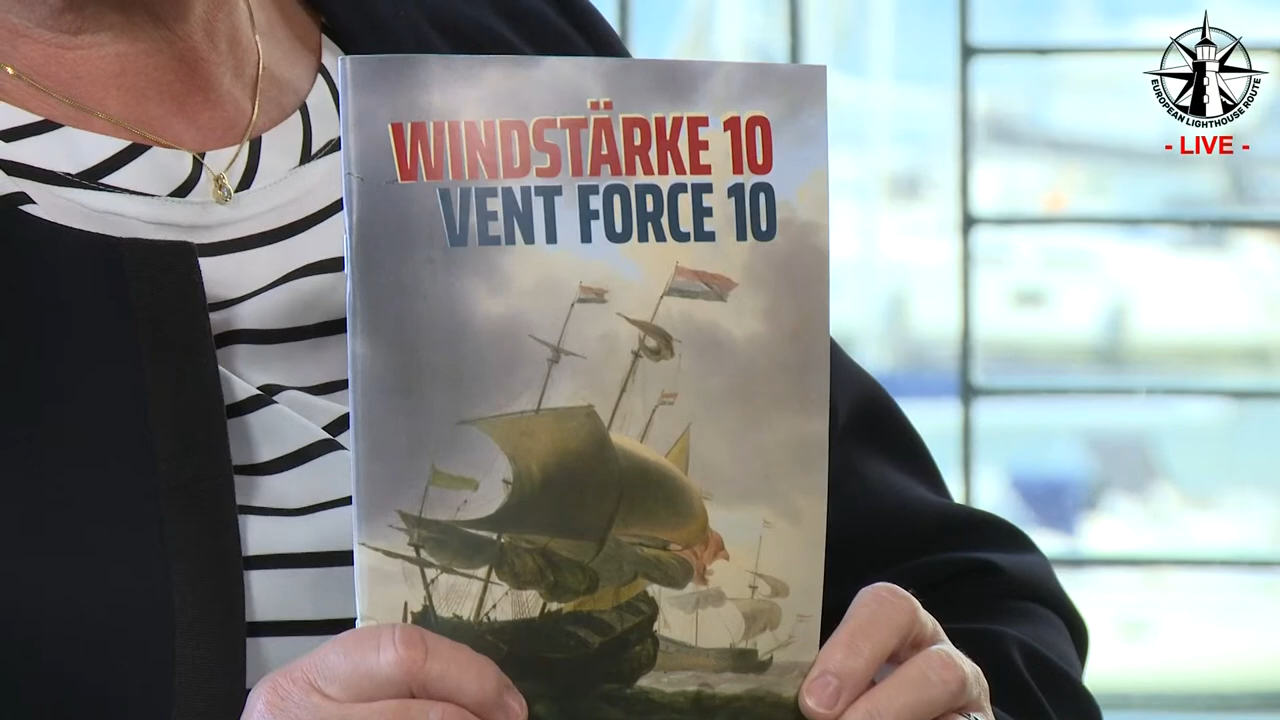 WINDSTÄRKE 10
VENT FORCE 10
EUROPEAN LIGHTHOUSE ROUTE
- LIVE -